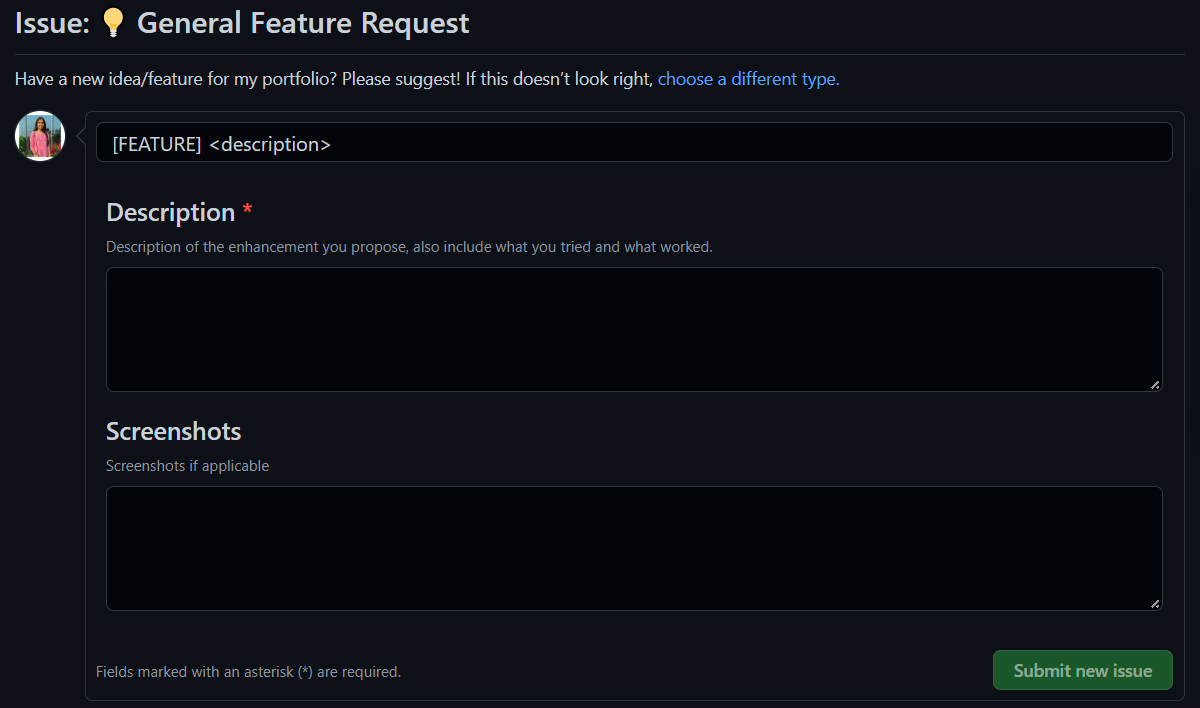 Issue: 💡 General Feature Request
Have a new idea/feature for my portfolio? Please suggest! If this doesn’t look right, choose a different type.
[FEATURE] <description>
Description *
Description of the enhancement you propose, also include what you tried and what worked.
Screenshots
Screenshots if applicable
Fields marked with an asterisk (*) are required.
Submit new issue